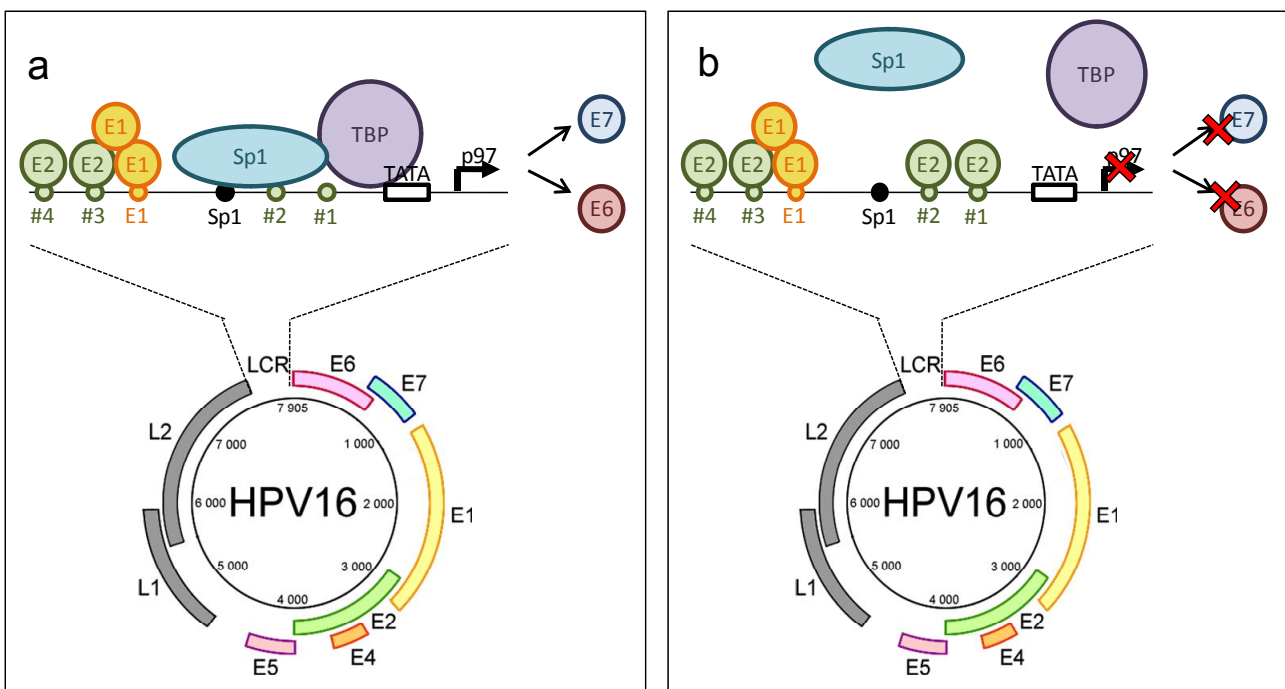 a
E1
E2 E2 E1
Sp1
TBP
E7
TATA
p97
#4 #3 E1 Sp1 #2 #1
E6
LCR
E6
E7
7 905
L2
7 000
1 000
6 000
HPV16
2 000
E1
5 000
3 000
L1
4 000
E2
E4
E5
b
Sp1
TBP
E1
E2 E2 E1
E2 E2
E7
TATA
p97
#4 #3 E1 Sp1 #2 #1
E6
LCR
E6
E7
7 905
L2
7 000
1 000
6 000
HPV16
2 000
E1
5 000
3 000
L1
4 000
E2
E4
E5